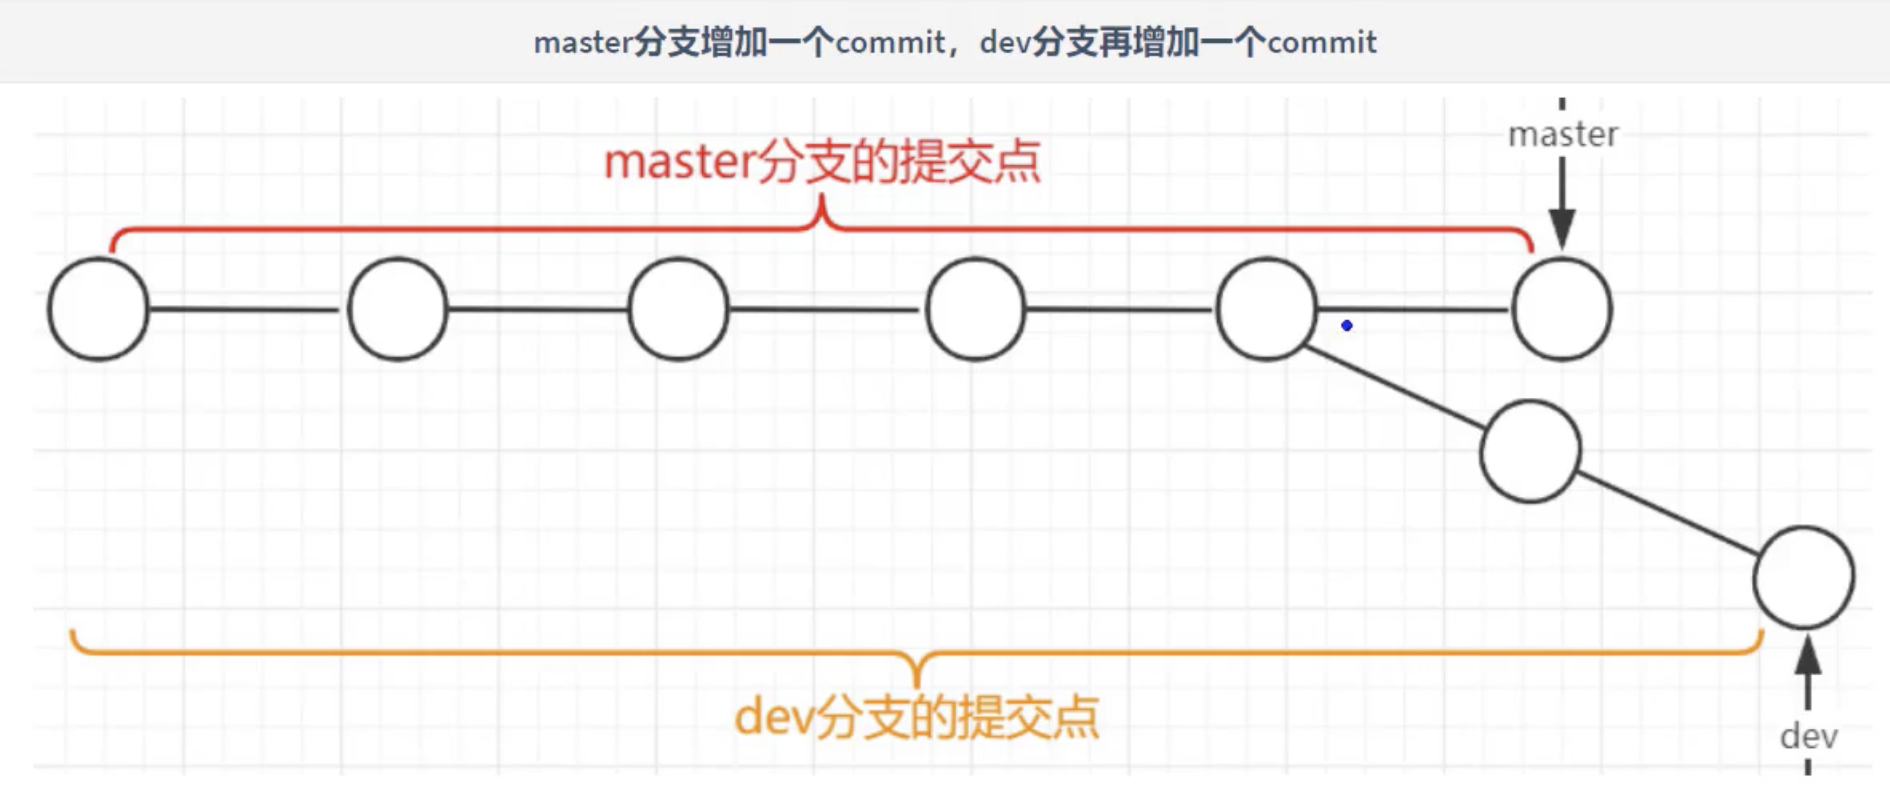 master分支增加一个commit，dev分支再增加一个commit
master
master分支的提交点
dev分支的提交点
dev